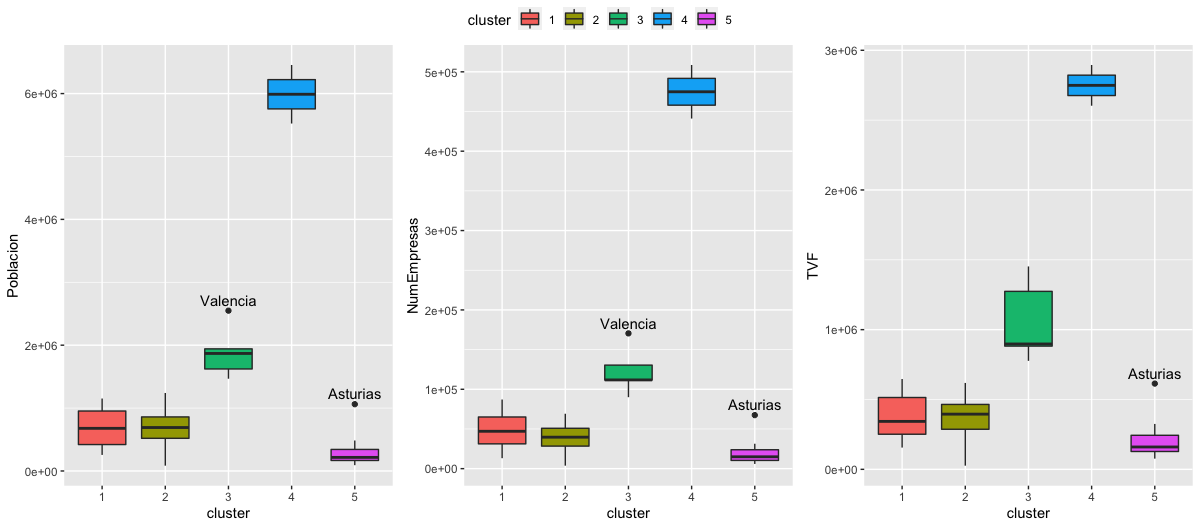 cluster 1 2 3 4 5
Poblacion
6e+06
4e+06
2e+06
0e+00
Valencia
Asturias
1 2 3 4 5
cluster
NumEmpresas
5e+05
4e+05
3e+05
2e+05
1e+05
0e+00
Valencia
Asturias
1 2 3 4 5
cluster
TVF
3e+06
2e+06
1e+06
0e+00
Asturias
1 2 3 4 5
cluster